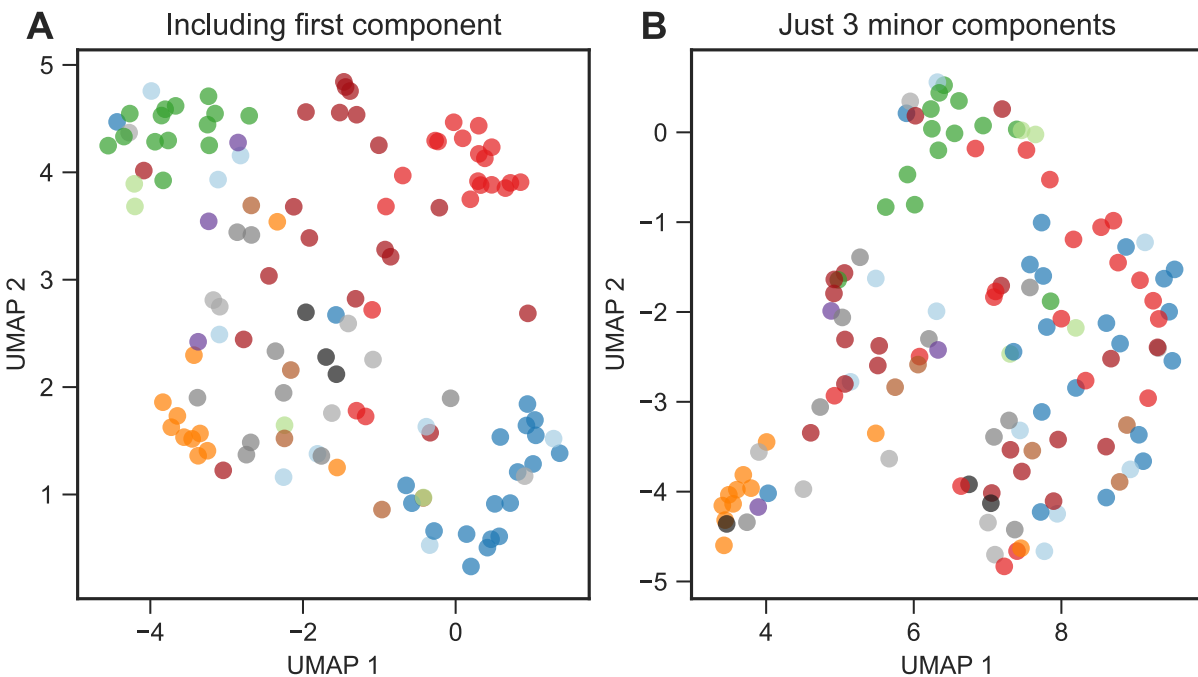 A Including first component
5
4
3
2
1
UMAP 2
−4 −2 0
UMAP 1
B Just 3 minor components
0
−1
−2
−3
−4
−5
UMAP 2
4 6 8
UMAP 1